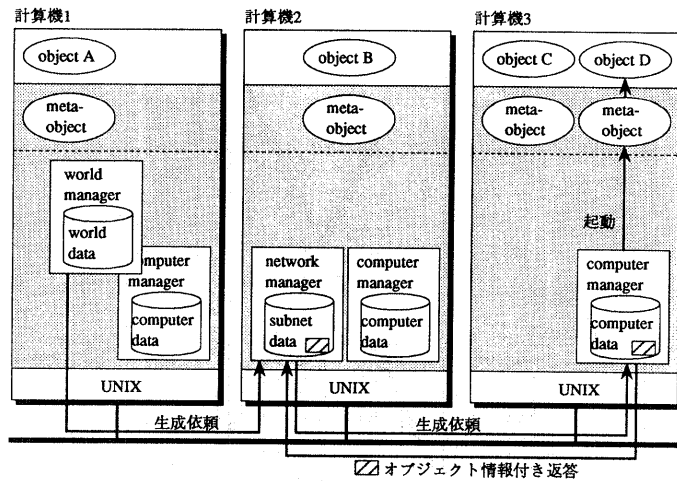 計算機1
計算機2
計算機3
object A
object B
object C
object D
meta-
object
meta-
object
meta-
object
meta-
object
world
manager
world
data
computer
manager
computer
data
network
manager
subnet
data
computer
manager
computer
data
起動
computer
manager
computer
data
UNIX
UNIX
UNIX
生成依頼
生成依頼
オブジェクト情報付き返答